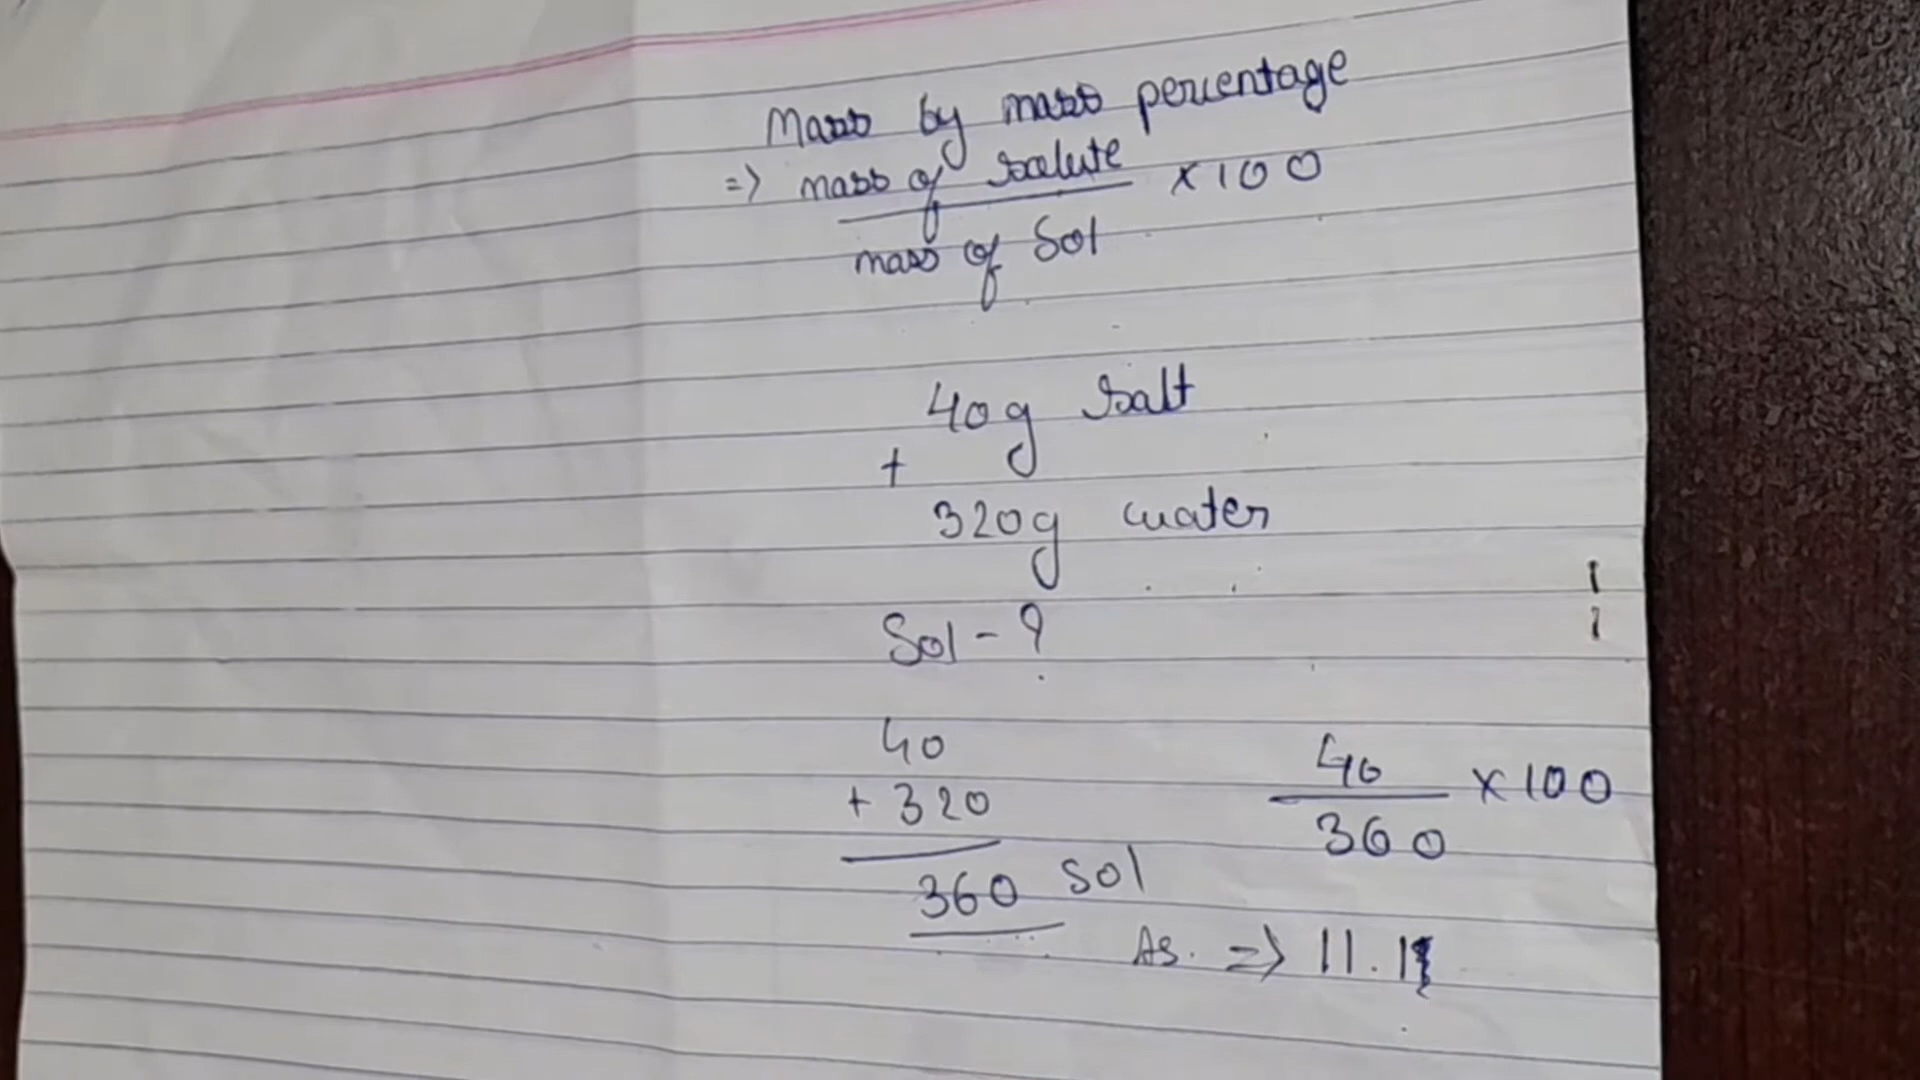 Mass by mass percentage
=> mass of solute × 100
mass of Sol
40g salt
+
320g water
Sol - ?
40
+ 320
360 Sol
40 × 100
360
As. => 11.11